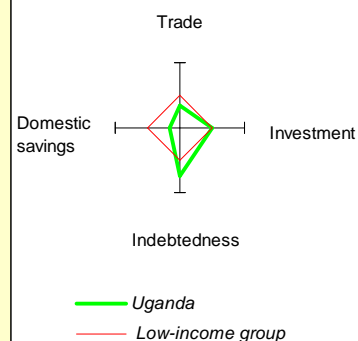 Trade
Domestic
savings
Investment
Indebtedness
Uganda
Low-income group